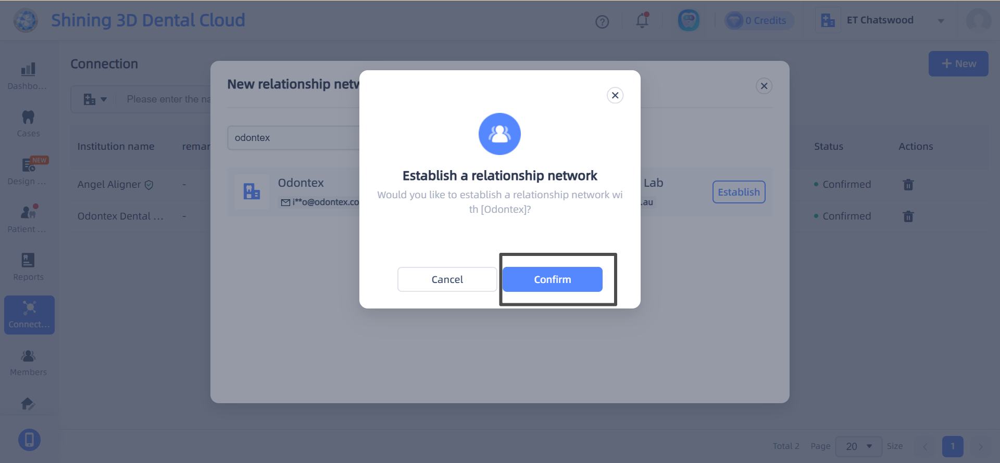 Shining 3D Dental Cloud
0 Credits
ET Chatswood
Dashbo...
Cases
NEW
Design ...
Patient ...
Reports
Connect...
Members
Connection
New
Please enter the na
Institution name
remar
Status
Actions
Angel Aligner
-
Confirmed
Odontex Dental ...
-
Confirmed
New relationship netw
odontex
Odontex
Lab
i**o@odontex.co
.au
Establish
Establish a relationship network
Would you like to establish a relationship network wi
th [Odontex]?
Cancel
Confirm
Total 2
Page
20
Size
1